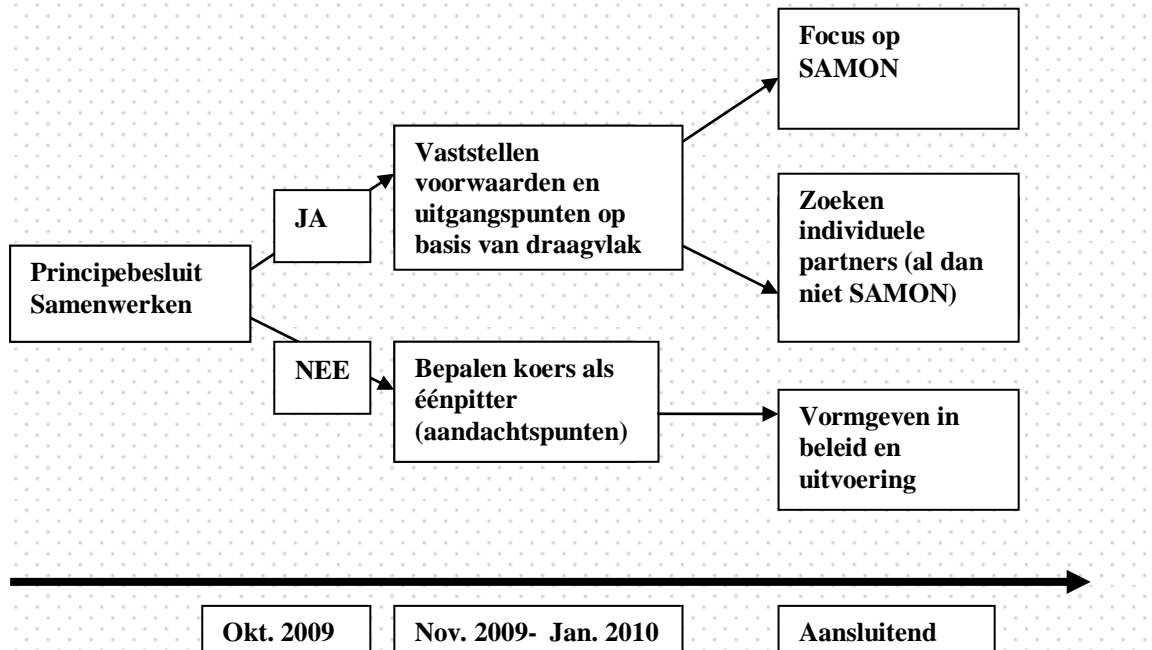 Focus op
SAMON
Vaststellen
voorwaarden en
uitgangspunten op
basis van draagvlak
JA
Zoeken
individuele
partners (al dan
niet SAMON)
Principebesluit
Samenwerken
NEE
Bepalen koers als
éénpitter
(aandachtspunten)
Vormgeven in
beleid en
uitvoering
Okt. 2009
Nov. 2009- Jan. 2010
Aansluitend